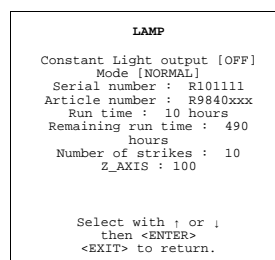 LAMP
Constant Light output [OFF]
Mode [NORMAL]
Serial number : R101111
Article number : R9840xxx
Run time : 10 hours
Remaining run time : 490
hours
Number of strikes : 10
Z_AXIS : 100
Select with ↑ or ↓
then <ENTER>
<EXIT> to return.